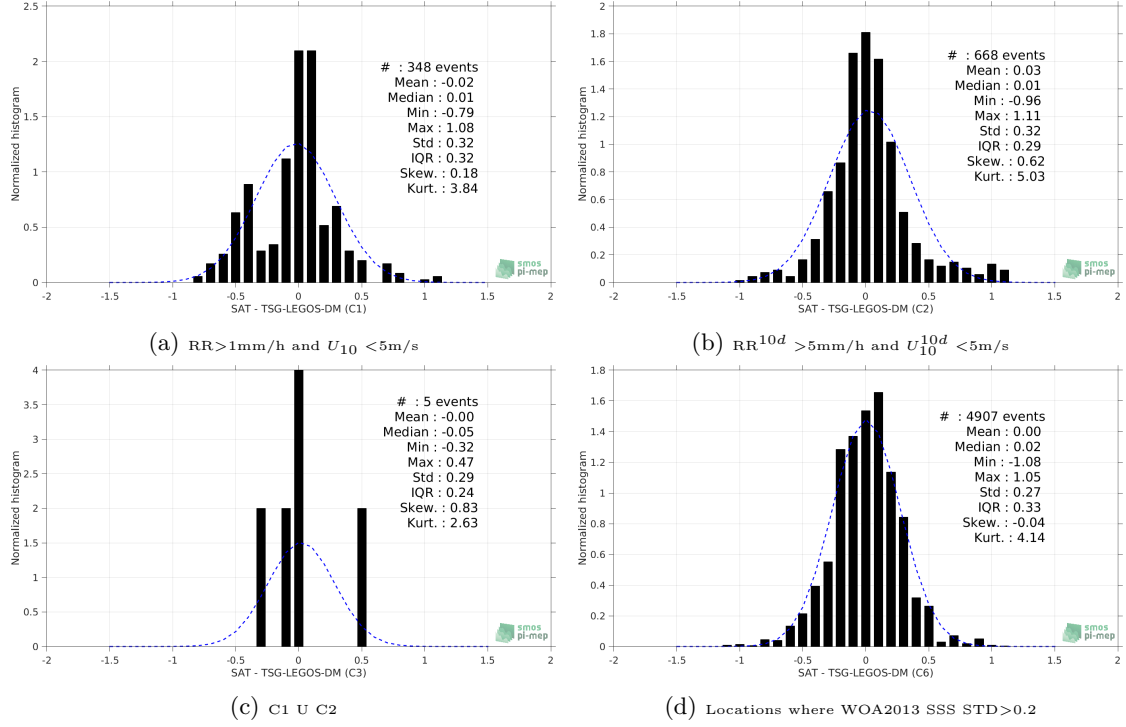 2.5
2
1.5
1
0.5
0
-2
-1.5
-1
-0.5
0
0.5
1
1.5
2
Normalized histogram
SAT - TSG-LEGOS-DM (C1)
# : 348 events
Mean : -0.02
Median : 0.01
Min : -0.79
Max : 1.08
Std : 0.32
IQR : 0.32
Skew. : 0.18
Kurt. : 3.84
smos
pi-mep
(a) RR>1mm/h and U10 <5m/s
2
1.8
1.6
1.4
1.2
1
0.8
0.6
0.4
0.2
0
-2
-1.5
-1
-0.5
0
0.5
1
1.5
2
Normalized histogram
SAT - TSG-LEGOS-DM (C2)
# : 668 events
Mean : 0.03
Median : 0.01
Min : -0.96
Max : 1.11
Std : 0.32
IQR : 0.29
Skew. : 0.62
Kurt. : 5.03
smos
pi-mep
(b) RR10d >5mm/h and U10 10d <5m/s
4
3.5
3
2.5
2
1.5
1
0.5
0
-2
-1.5
-1
-0.5
0
0.5
1
1.5
2
Normalized histogram
SAT - TSG-LEGOS-DM (C3)
# : 5 events
Mean : -0.00
Median : -0.05
Min : -0.32
Max : 0.47
Std : 0.29
IQR : 0.24
Skew. : 0.83
Kurt. : 2.63
smos
pi-mep
(c) C1 U C2
1.8
1.6
1.4
1.2
1
0.8
0.6
0.4
0.2
0
-2
-1.5
-1
-0.5
0
0.5
1
1.5
2
Normalized histogram
SAT - TSG-LEGOS-DM (C6)
# : 4907 events
Mean : 0.00
Median : 0.02
Min : -1.08
Max : 1.05
Std : 0.27
IQR : 0.33
Skew. : -0.04
Kurt. : 4.14
smos
pi-mep
(d) Locations where WOA2013 SSS STD>0.2